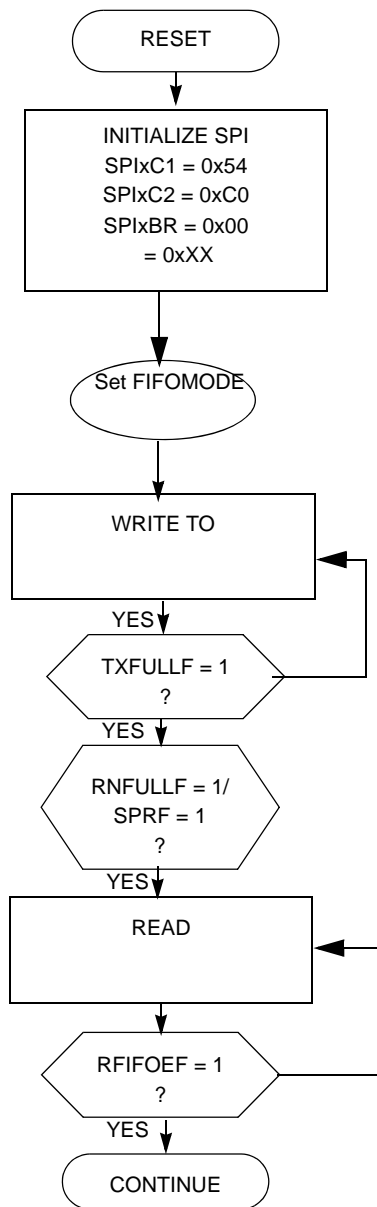 RESET
INITIALIZE SPI
SPIxC1 = 0x54
SPIxC2 = 0xC0
SPIxBR = 0x00
= 0xXX
Set FIFOMODE
WRITE TO
YES
TXFULLF = 1
?
YES
RNFULLF = 1/
SPRF = 1
?
YES
READ
RFIFOEF = 1
?
YES
CONTINUE